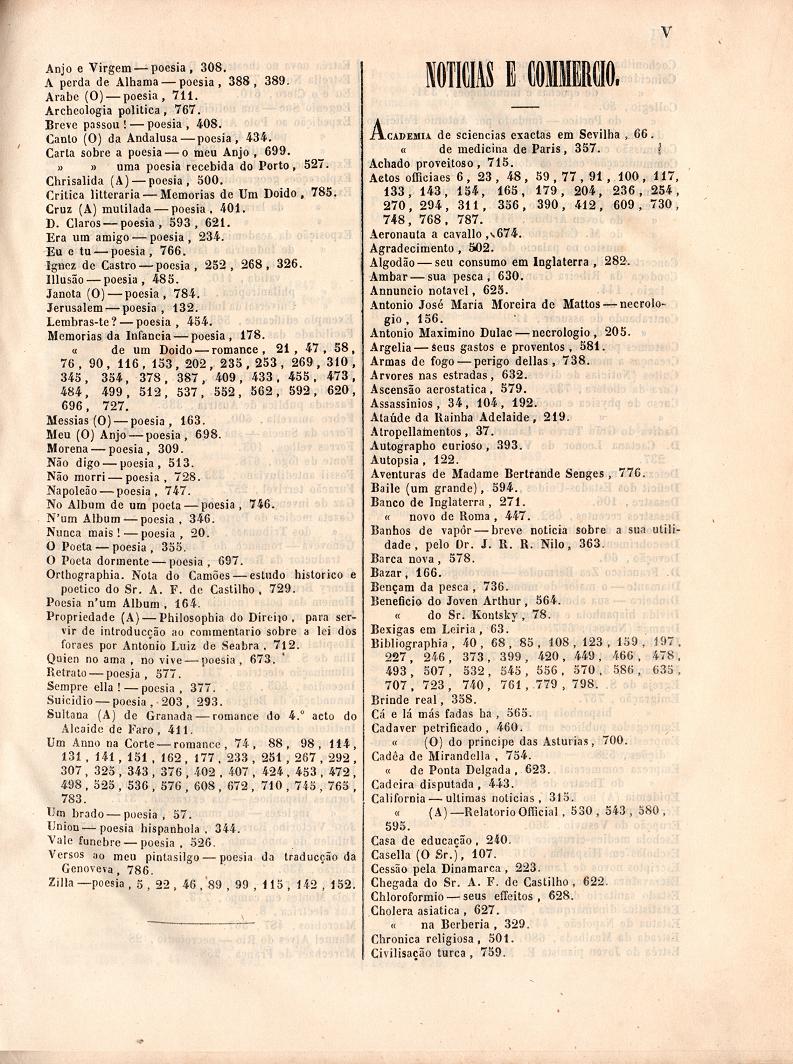 V
Anjo e Virgem — poesia, 308.
A perda de Alhama — poesia, 388, 389.
Arabe (O) — poesia, 711.
Archeologia politica, 767.
Breve passou! — poesia, 408.
Canto (O) da Andalusa — poesia, 434.
Carta sobre a poesia — o meu Anjo, 699.
» » uma poesia recebida do Porto, 527.
Chrisalida (A) — poesia, 500.
Critica litteraria — Memorias de Um Doido, 785.
Cruz (A) mutilada — poesia, 401.
D. Claros — poesia, 593, 621.
Era um amigo — poesia, 234.
Eu e tu — poesia, 766.
Ignez de Castro — poesia, 252, 268, 326.
Illusão — poesia, 485.
Janota (O) — poesia, 784.
Jerusalem — poesia, 132.
Lembras-te? — poesia, 454.
Memorias da Infancia — poesia, 178.
« de um Doido — romance, 21, 47, 58,
76, 90, 116, 153, 202, 235, 253, 269, 310,
345, 354, 378, 387, 409, 433, 455, 473,
484, 499, 512, 537, 552, 562, 592, 620,
696, 727.
Messias (O) — poesia, 163.
Meu (O) Anjo — poesia, 698.
Morena — poesia, 309.
Não digo — poesia, 513.
Não morri — poesia, 728.
Napoleão — poesia, 747.
No Album de um poeta — poesia, 746.
N'um Album — poesia, 346.
Nunca mais! — poesia, 20.
O Poeta — poesia, 355.
O Poeta dormente — poesia, 697.
Orthographia. Nota do Camões — estudo historico e
poetico do Sr. A. F. de Castilho, 729.
Poesia n'um Album, 164.
Propriedade (A) — Philosophia do Direito, para ser-
vir de introducção ao commentario sobre a lei dos
foraes por Antonio Luiz de Seabra, 712.
Quien no ama, no vive — poesia, 673.
Retrato — poesia, 577.
Sempre ella! — poesia, 377.
Suicidio — poesia, 203, 293.
Sultana (A) de Granada — romance do 4.º acto do
Alcaide de Faro, 411.
Um Anno na Corte — romance, 74, 88, 98, 114,
131, 141, 151, 162, 177, 233, 251, 267, 292,
307, 325, 343, 376, 402, 407, 424, 453, 472,
498, 525, 536, 576, 608, 672, 710, 745, 765,
783.
Um brado — poesia, 57.
Union — poesia hispanhola, 344.
Valle funebre — poesia, 526.
Versos ao meu pintasilgo — poesia da traducção da
Genoveva, 786.
Zilla — poesia, 5, 22, 46, 89, 99, 115, 142, 152.
NOTICIAS E COMMERCIO.
ACADEMIA de sciencias exactas em Sevilha, 66.
« de medicina de Paris, 357.
Achado proveitoso, 715.
Actos officiaes 6, 23, 48, 59, 77, 91, 100, 117,
133, 143, 154, 165, 179, 204, 236, 254,
270, 294, 311, 356, 390, 412, 609, 730,
748, 768, 787.
Aeronauta a cavallo, 674.
Agradecimento, 502.
Algodão — seu consumo em Inglaterra, 282.
Ambar — sua pesca, 630.
Annuncio notavel, 625.
Antonio José Maria Moreira de Mattos — necrolo-
gio, 156.
Antonio Maximino Dulac — necrologio, 205.
Argelia — seus gastos e proventos, 581.
Armas de fogo — perigo dellas, 738.
Arvores nas estradas, 632.
Ascensão aerostatica, 579.
Assassinios, 34, 104, 192.
Ataúde da Rainha Adelaide, 219.
Atropellamentos, 37.
Autographo curioso, 393.
Autopsia, 122.
Aventuras de Madame Bertrande Senges, 776.
Baile (um grande), 594.
Banco de Inglaterra, 271.
« novo de Roma, 447.
Banhos de vapôr — breve noticia sobre a sua utili-
dade, pelo Dr. J. R. R. Nilo, 363.
Barca nova, 578.
Bazar, 166.
Bençam da pesca, 736.
Beneficio do Joven Arthur, 564.
« do Sr. Kontsky, 78.
Bexigas em Leiria, 63.
Bibliographia, 40, 68, 85, 108, 123, 159, 197,
227, 246, 373, 399, 420, 449, 466, 478,
493, 507, 532, 545, 556, 570, 586, 635,
707, 723, 740, 761, 779, 798.
Brinde real, 358.
Cá e lá más fadas ha, 565.
Cadaver petrificado, 460.
« (O) do principe das Asturias, 700.
Cadêa de Mirandella, 754.
« de Ponta Delgada, 623.
Cadeira disputada, 443.
California — ultimas noticias, 315.
« (A) — Relatorio Official, 530, 543, 580,
595.
Casa de educação, 240.
Casella (O Sr.), 107.
Cessão pela Dinamarca, 223.
Chegada do Sr. A. F. de Castilho, 622.
Chloroformio — seus effeitos, 628.
Cholera asiatica, 627.
« na Berberia, 329.
Chronica religiosa, 501.
Civilisação turca, 759.